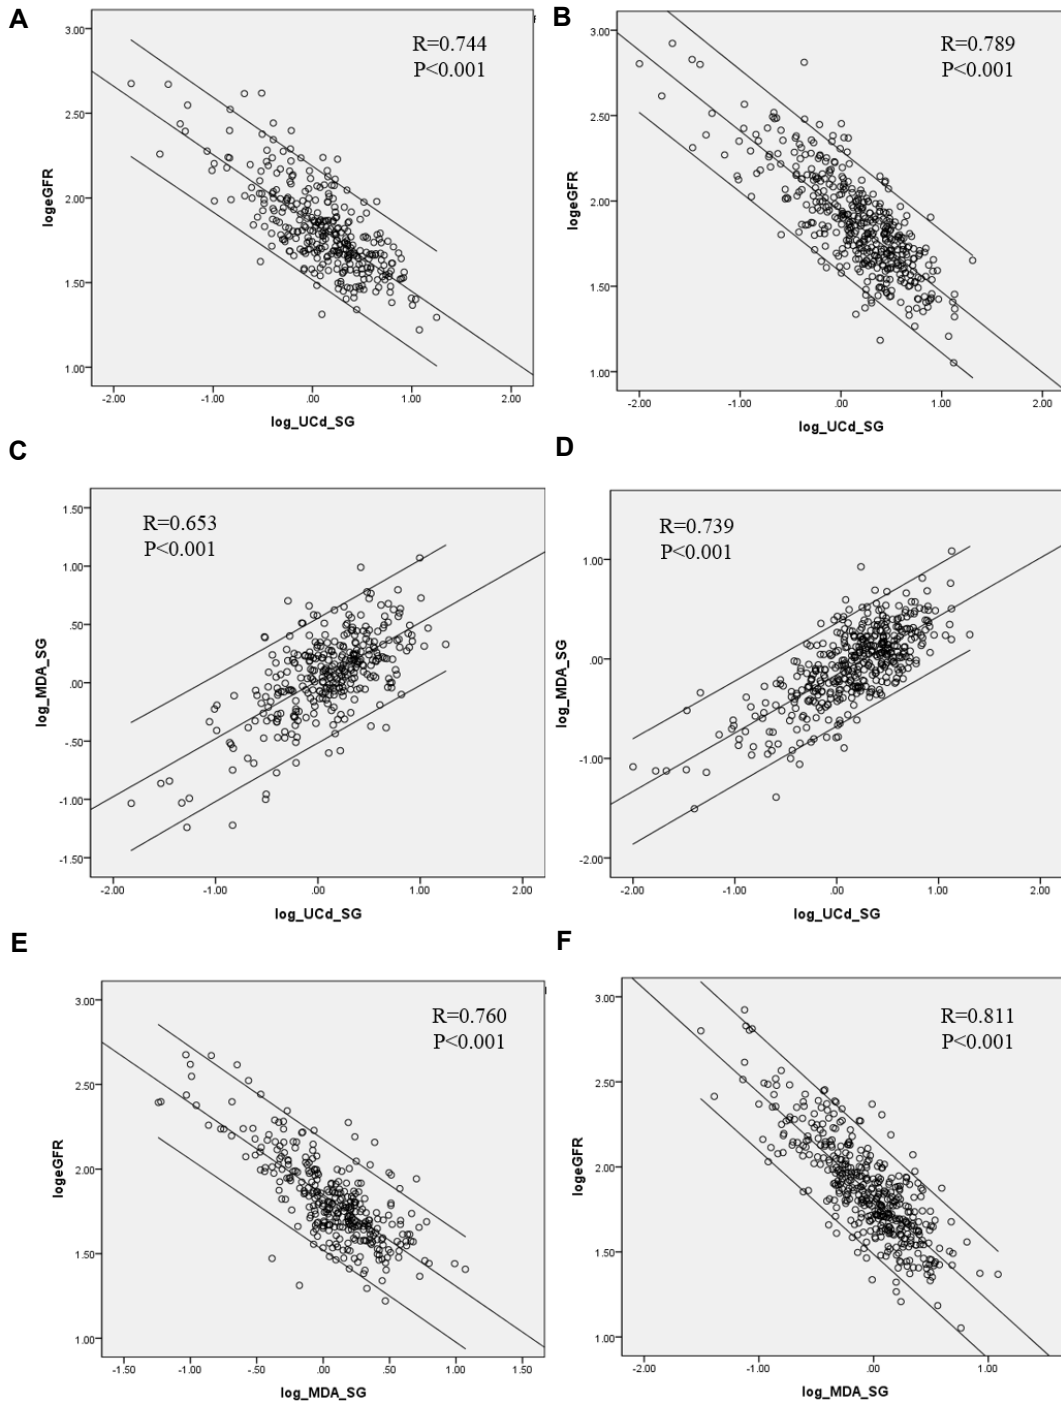 A
R=0.744
P<0.001
3.00
2.50
2.00
1.50
1.00
logeGFR
-2.00 -1.00 .00 1.00 2.00
log_UCd_SG
B
R=0.789
P<0.001
3.00
2.50
2.00
1.50
1.00
logeGFR
-2.00 -1.00 .00 1.00 2.00
log_UCd_SG
C
R=0.653
P<0.001
1.50
1.00
.50
.00
-.50
-1.00
-1.50
log_MDA_SG
-2.00 -1.00 .00 1.00 2.00
log_UCd_SG
D
R=0.739
P<0.001
1.00
.00
-1.00
-2.00
log_MDA_SG
-2.00 -1.00 .00 1.00 2.00
log_UCd_SG
E
R=0.760
P<0.001
3.00
2.50
2.00
1.50
1.00
logeGFR
-1.50 -1.00 -.50 .00 .50 1.00 1.50
log_MDA_SG
F
R=0.811
P<0.001
3.00
2.50
2.00
1.50
1.00
logeGFR
-2.00 -1.00 .00 1.00
log_MDA_SG